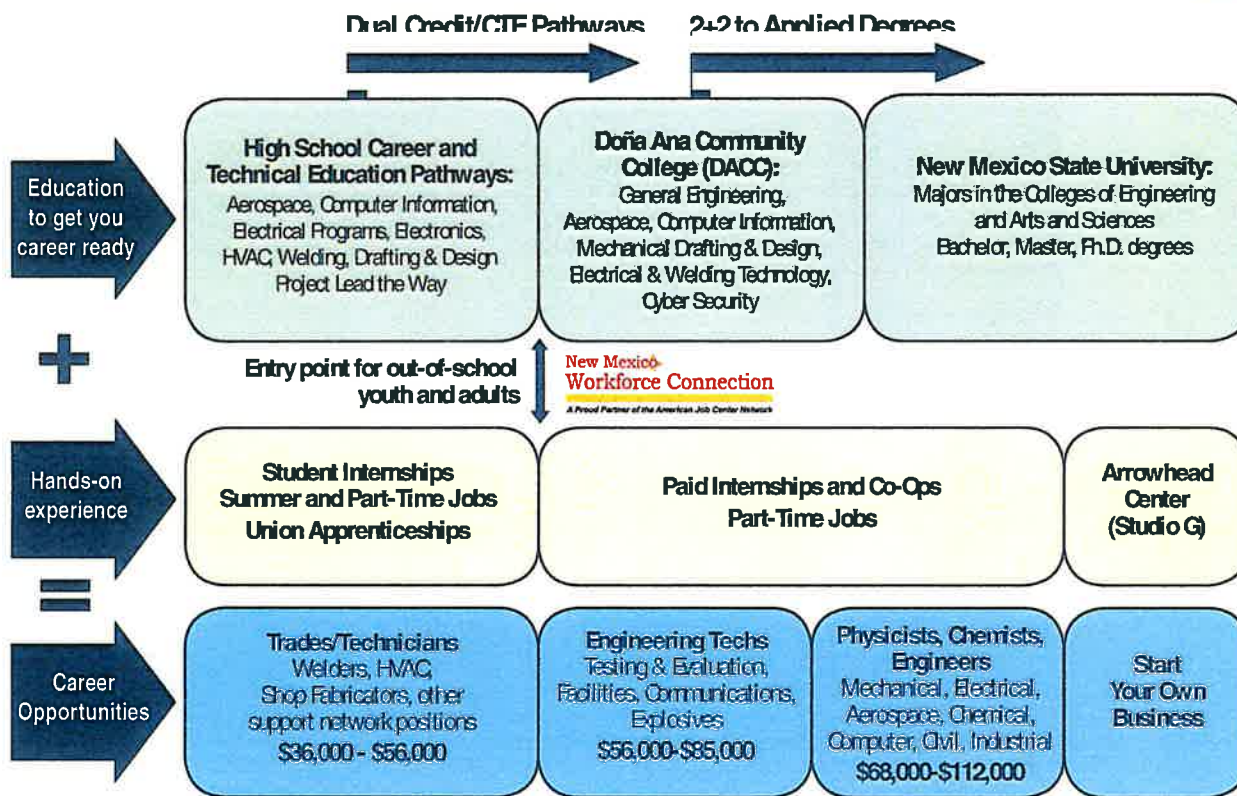 Dual Credit/CTE Pathways
2+2 to Applied Degrees
Education
to get you
career ready
High School Career and
Technical Education Pathways:
Aerospace, Computer Information,
Electrical Programs, Electronics,
HVAC, Welding, Drafting & Design
Project Lead the Way
Doña Ana Community
College (DACC):
General Engineering,
Aerospace, Computer Information,
Mechanical Drafting & Design,
Electrical & Welding Technology,
Cyber Security
New Mexico State University:
Majors in the Colleges of Engineering
and Arts and Sciences
Bachelor, Master, Ph.D. degrees
+
Entry point for out-of-school
youth and adults
New Mexico
Workforce Connection
A Proud Partner of the American Job Center Network
Hands-on
experience
Student Internships
Summer and Part-Time Jobs
Union Apprenticeships
Paid Internships and Co-Ops
Part-Time Jobs
Arrowhead
Center
(Studio G)
=
Career
Opportunities
Trades/Technicians
Welders, HVAC,
Shop Fabricators, other
support network positions
$36,000 - $56,000
Engineering Techs
Testing & Evaluation,
Facilities, Communications,
Explosives
$56,000-$85,000
Physicists, Chemists,
Engineers
Mechanical, Electrical,
Aerospace, Chemical,
Computer, Civil, Industrial
$68,000-$112,000
Start
Your Own
Business